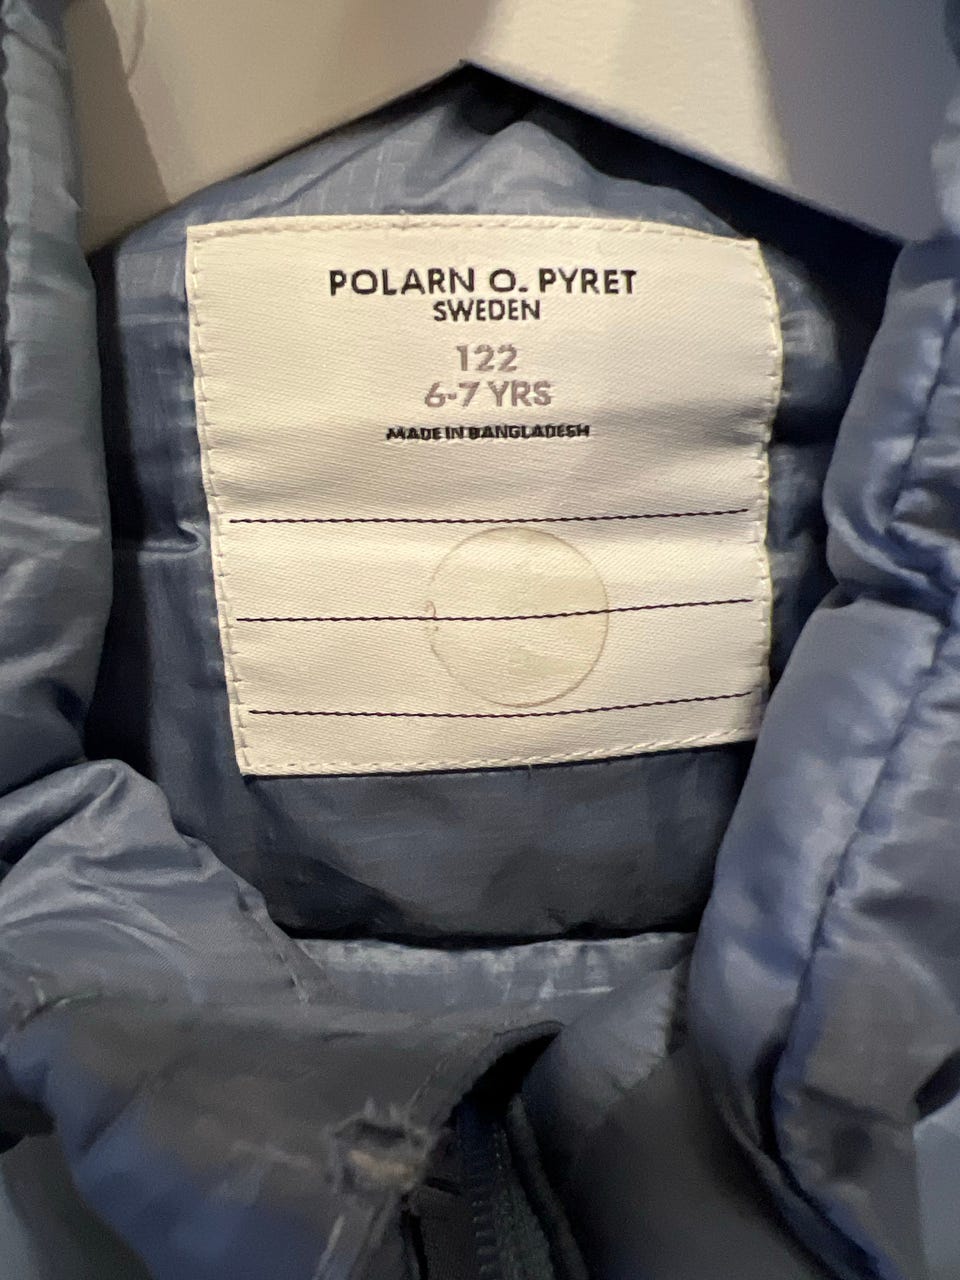 POLARN O. PYRET
SWEDEN
122
6-7 YRS
MADE IN BANGLADESH